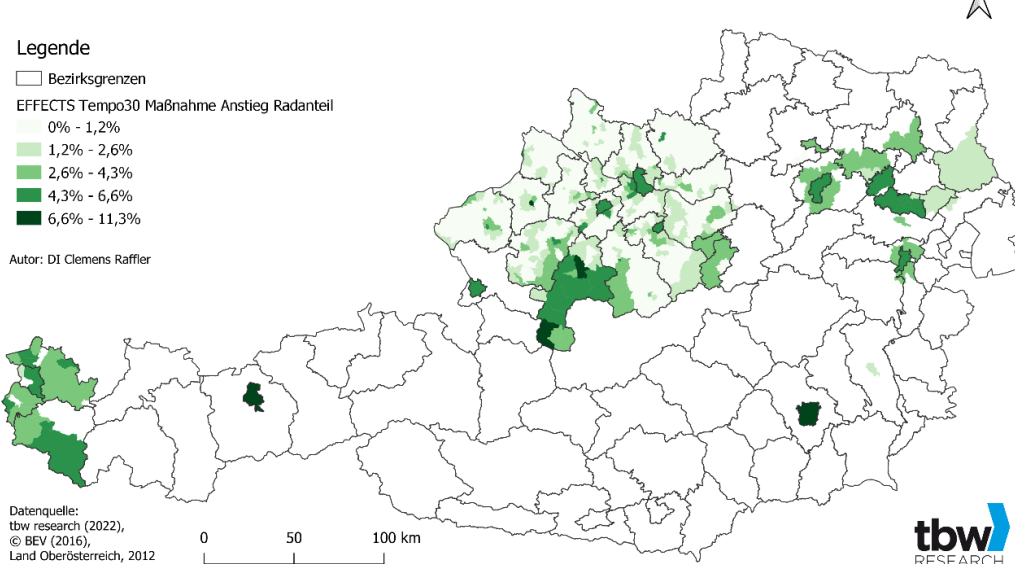 Legende
Bezirksgrenzen
EFFECTS Tempo30 Maßnahme Anstieg Radanteil
0% - 1,2%
1,2% - 2,6%
2,6% - 4,3%
4,3% - 6,6%
6,6% - 11,3%
Autor: DI Clemens Raffler
Datenquelle:
tbw research (2022),
© BEV (2016),
Land Oberösterreich, 2012
0 50 100 km
tbw
RESEARCH